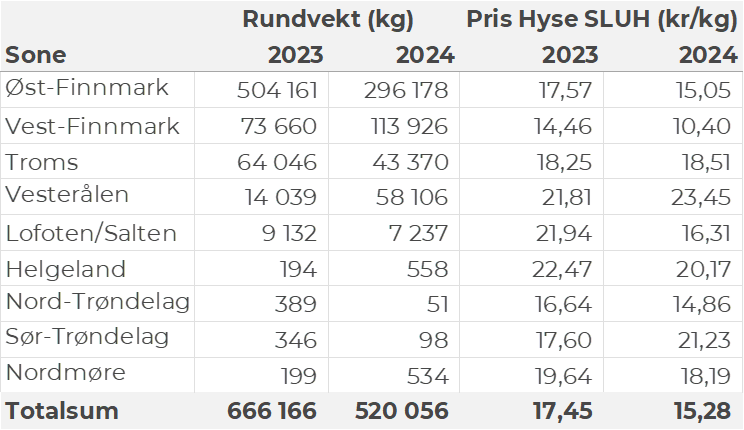 Rundvekt (kg) Pris Hyse SLUH (kr/kg)
Sone 2023 2024 2023 2024
Øst-Finnmark 504 161 296 178 17,57 15,05
Vest-Finnmark 73 660 113 926 14,46 10,40
Troms 64 046 43 370 18,25 18,51
Vesterålen 14 039 58 106 21,81 23,45
Lofoten/Salten 9 132 7 237 21,94 16,31
Helgeland 194 558 22,47 20,17
Nord-Trøndelag 389 51 16,64 14,86
Sør-Trøndelag 346 98 17,60 21,23
Nordmøre 199 534 19,64 18,19
Totalsum 666 166 520 056 17,45 15,28